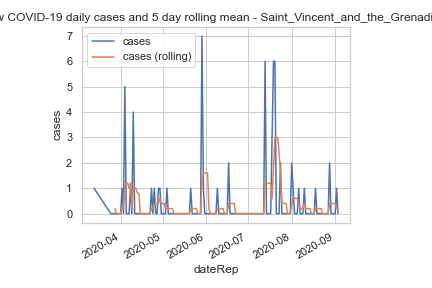 COVID-19 daily cases and 5 day rolling mean - Saint_Vincent_and_the_Grenadi
cases
cases (rolling)
7
6
5
4
3
2
1
0
cases
2020-04
2020-05
2020-06
2020-07
2020-08
2020-09
dateRep